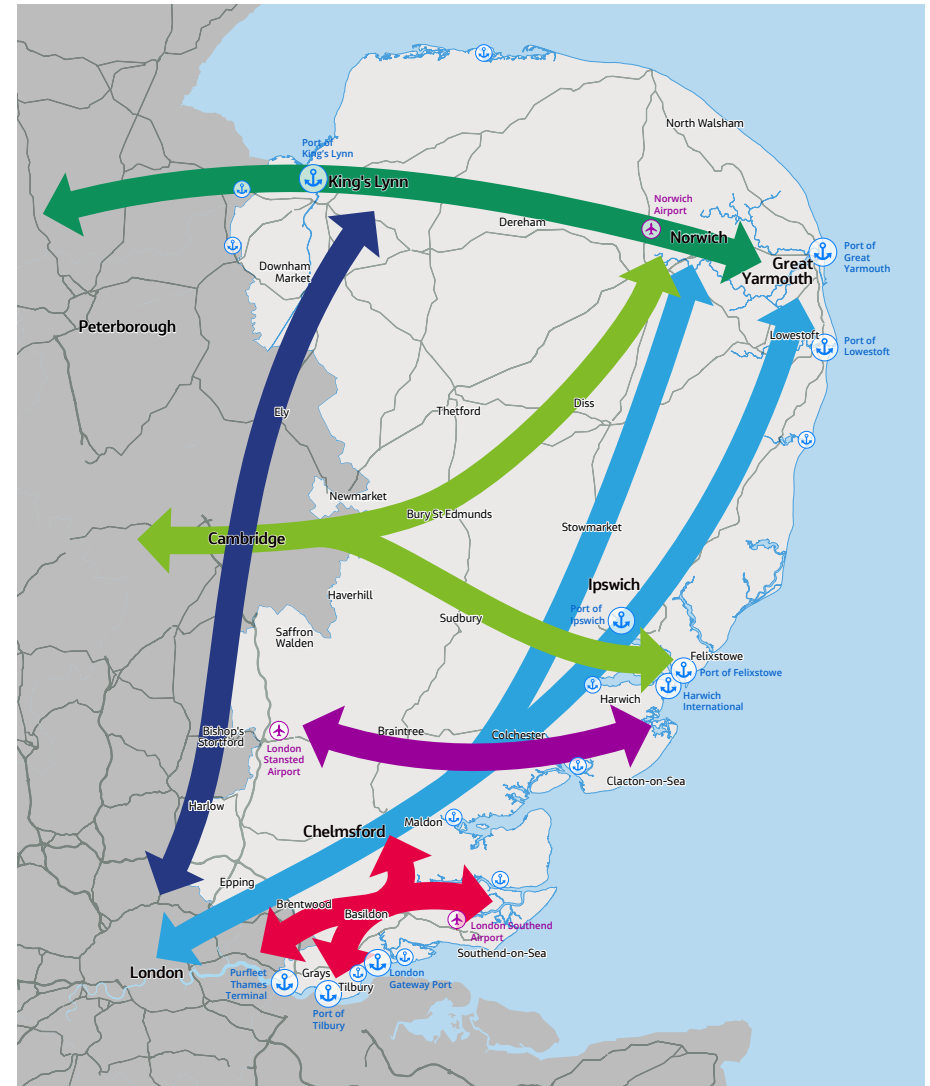 North Walsham
Port of
King's Lynn
King's Lynn
Norwich
Airport
Dereham
Norwich
Port of
Great
Yarmouth
Great
Yarmouth
Downham
Market
Peterborough
Lowestoft
Port of
Lowestoft
Ely
Thetford
Diss
Newmarket
Bury St Edmunds
Stowmarket
Cambridge
Ipswich
Haverhill
Port of
Ipswich
Sudbury
Saffron
Walden
Felixstowe
Port of Felixstowe
Harwich
Harwich
International
Bishop's
Stortford
Braintree
Colchester
London
Stansted
Airport
Clacton-on-Sea
Harlow
Maldon
Chelmsford
Epping
Brentwood
Basildon
London Southend
Airport
Southend-on-Sea
London
Purfleet
Thames
Terminal
Grays
Tilbury
London
Gateway Port
Port of
Tilbury